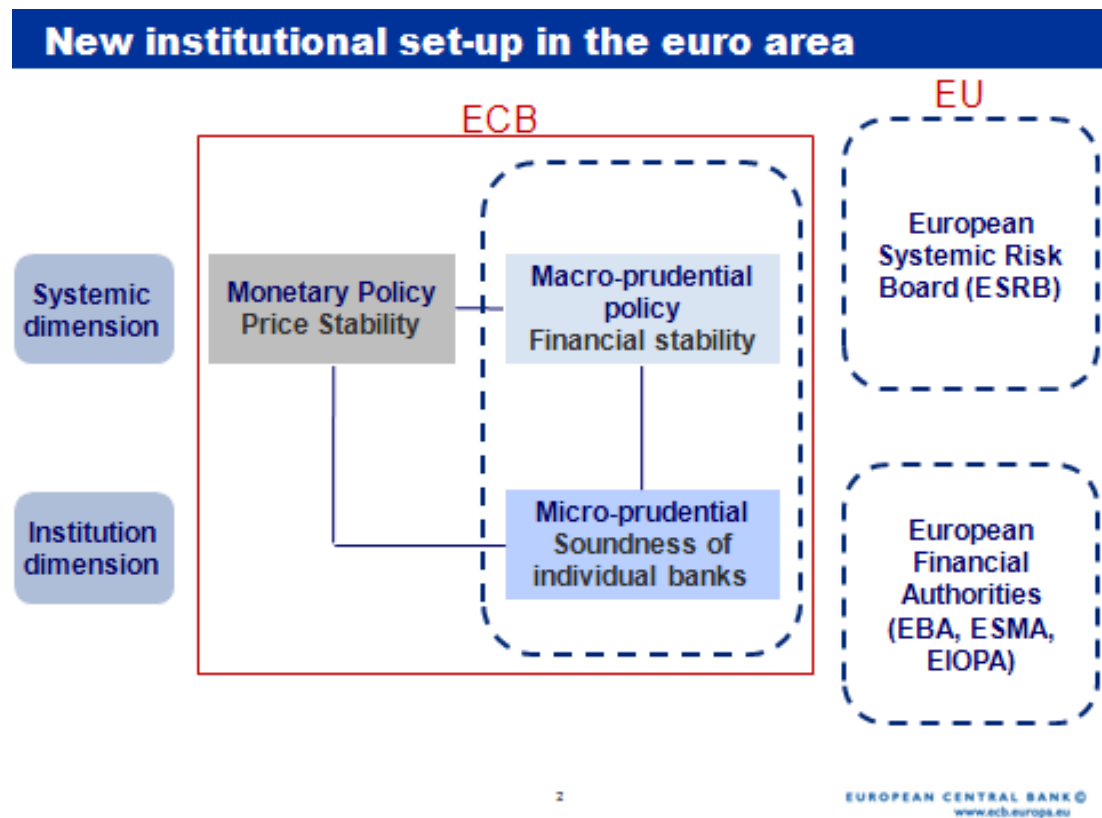 New institutional set-up in the euro area
ECB
EU
Systemic
dimension
Monetary Policy
Price Stability
Macro-prudential
policy
Financial stability
European
Systemic Risk
Board (ESRB)
Institution
dimension
Micro-prudential
Soundness of
individual banks
European
Financial
Authorities
(EBA, ESMA,
EIOPA)
2
EUROPEAN CENTRAL BANK ©
www.ecb.europa.eu